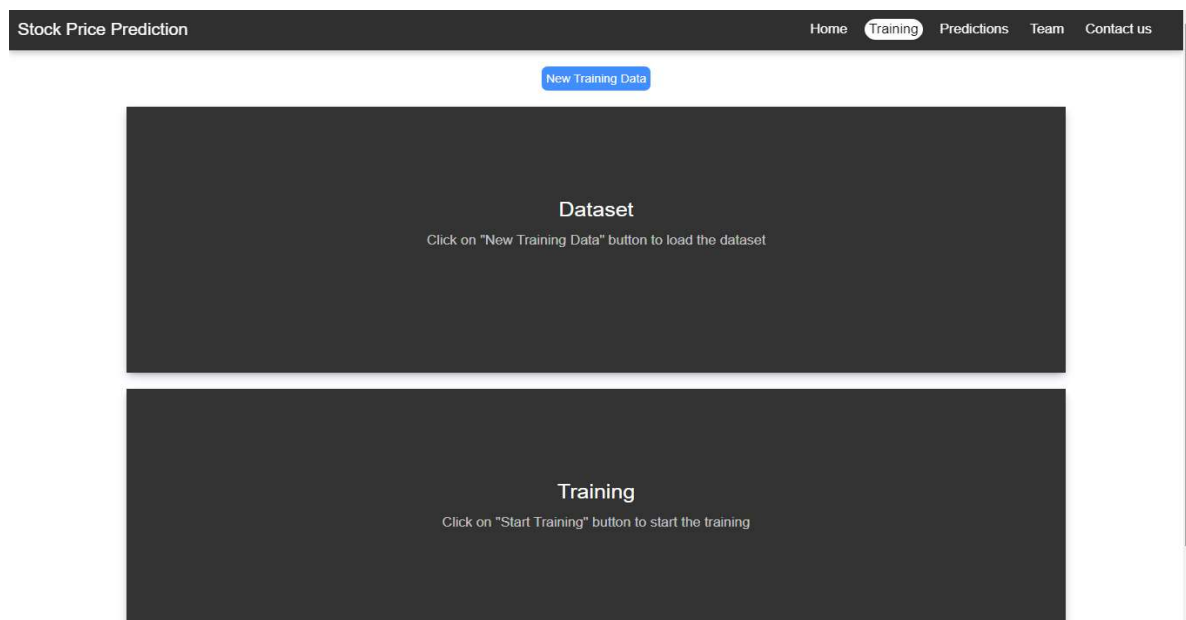 Stock Price Prediction Home Training Predictions Team Contact us
New Training Data
Dataset
Click on "New Training Data" button to load the dataset
Training
Click on "Start Training" button to start the training